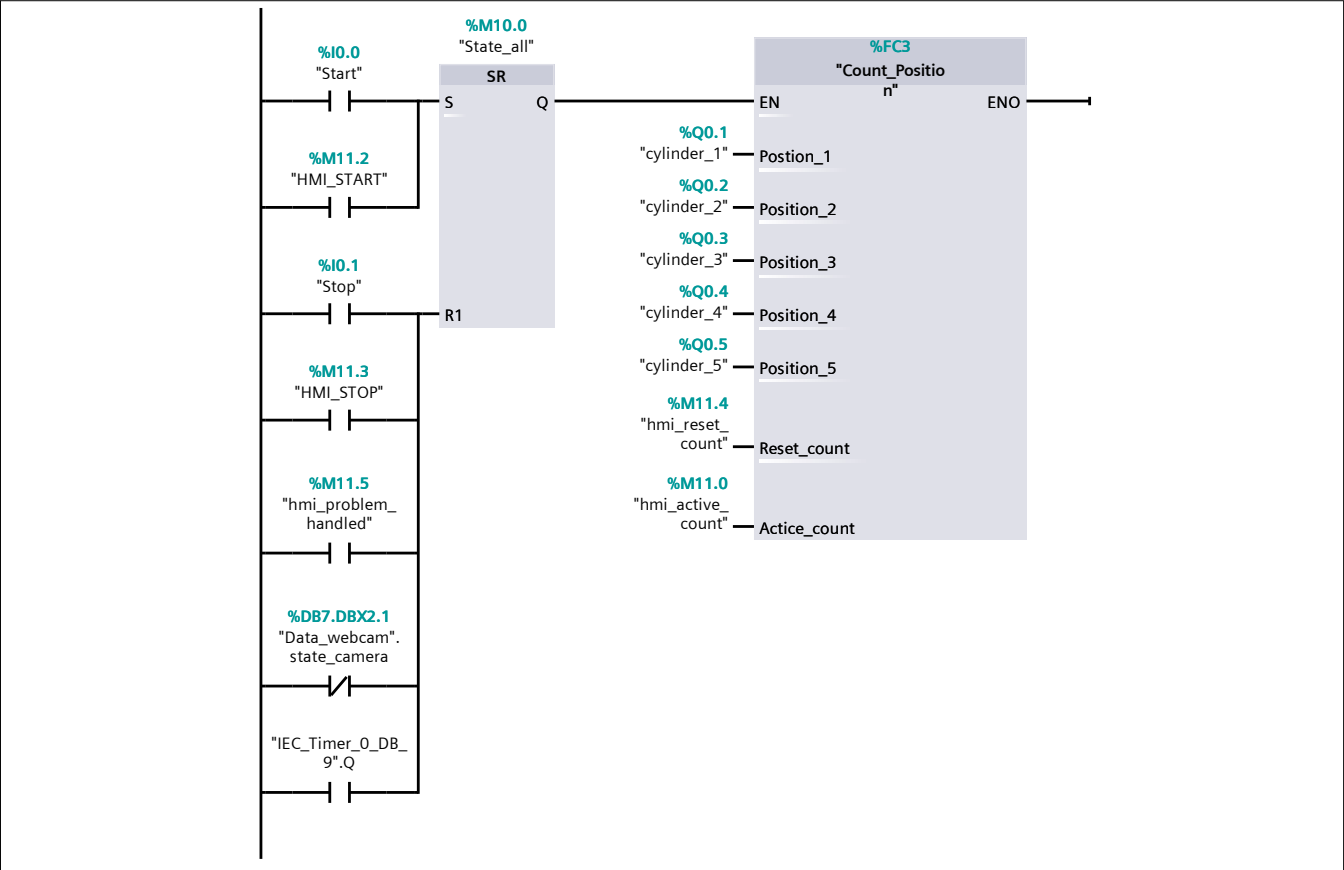 %I0.0
"Start"
%M11.2
"HMI_START"
%I0.1
"Stop"
%M11.3
"HMI_STOP"
%M11.5
"hmi_problem_
handled"
%DB7.DBX2.1
"Data_webcam".
state_camera
"IEC_Timer_0_DB_
9".Q
%M10.0
"State_all"
SR
S
Q
R1
%FC3
"Count_Positio
n"
EN
ENO
%Q0.1
"cylinder_1"
Postion_1
%Q0.2
"cylinder_2"
Position_2
%Q0.3
"cylinder_3"
Position_3
%Q0.4
"cylinder_4"
Position_4
%Q0.5
"cylinder_5"
Position_5
%M11.4
"hmi_reset_
count"
Reset_count
%M11.0
"hmi_active_
count"
Actice_count